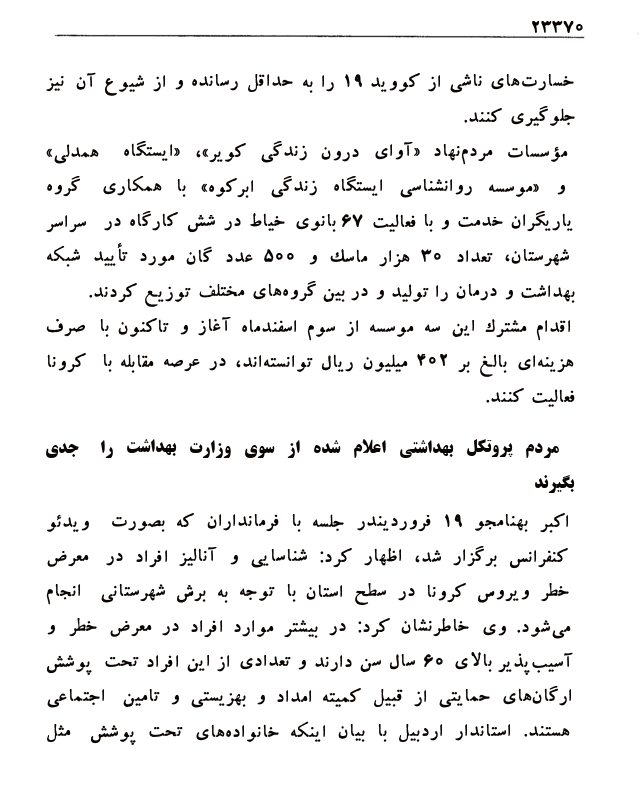 ۲۳۳۷۰
خسارت‌های ناشی از کووید ۱۹ را به حداقل رسانده و از شیوع آن نیز
جلوگیری کنند.
مؤسسات مردم‌نهاد «آوای درون زندگی کویر»، «ایستگاه همدلی»
و «موسسه روانشناسی ایستگاه زندگی ابرکوه» با همکاری گروه
یاریگران خدمت و با فعالیت ۶۷ بانوی خیاط در شش کارگاه در سراسر
شهرستان، تعداد ۳۰ هزار ماسك و ۵۰۰ عدد گان مورد تأیید شبکه
بهداشت و درمان را تولید و در بین گروه‌های مختلف توزیع کردند.
اقدام مشترك این سه موسسه از سوم اسفندماه آغاز و تاکنون با صرف
هزینه‌ای بالغ بر ۴۰۲ میلیون ریال توانسته‌اند، در عرصه مقابله با کرونا
فعالیت کنند.
مردم پروتکل بهداشتی اعلام شده از سوی وزارت بهداشت را جدی
بگیرند
اکبر بهنامجو ۱۹ فروردیندر جلسه با فرمانداران که بصورت ویدئو
کنفرانس برگزار شد، اظهار کرد: شناسایی و آنالیز افراد در معرض
خطر ویروس کرونا در سطح استان با توجه به برش شهرستانی انجام
می‌شود. وی خاطرنشان کرد: در بیشتر موارد افراد در معرض خطر و
آسیب‌پذیر بالای ۶۰ سال سن دارند و تعدادی از این افراد تحت پوشش
ارگان‌های حمایتی از قبیل کمیته امداد و بهزیستی و تامین اجتماعی
هستند. استاندار اردبیل با بیان اینکه خانواده‌های تحت پوشش مثل